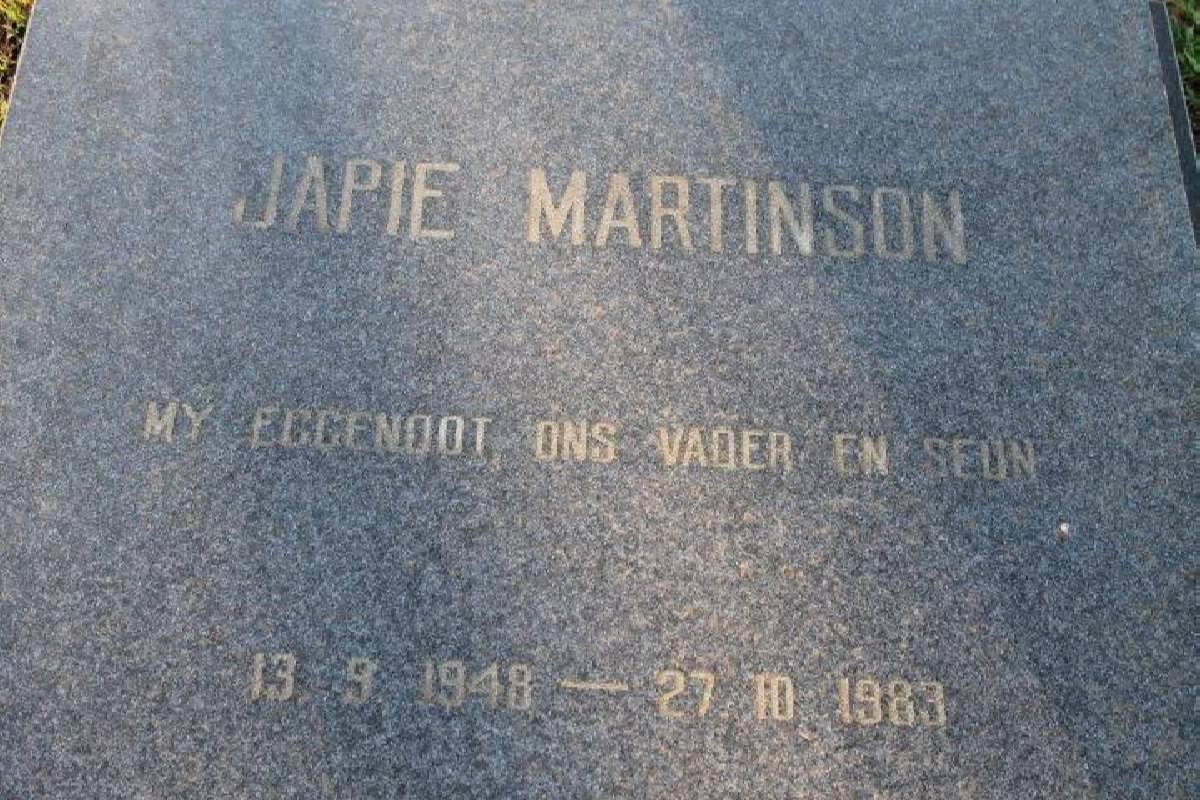 JAPIE MARTINSON
MY EGGENOOT, ONS VADER EN SEUN
13. 9. 1948 — 27. 10. 1983